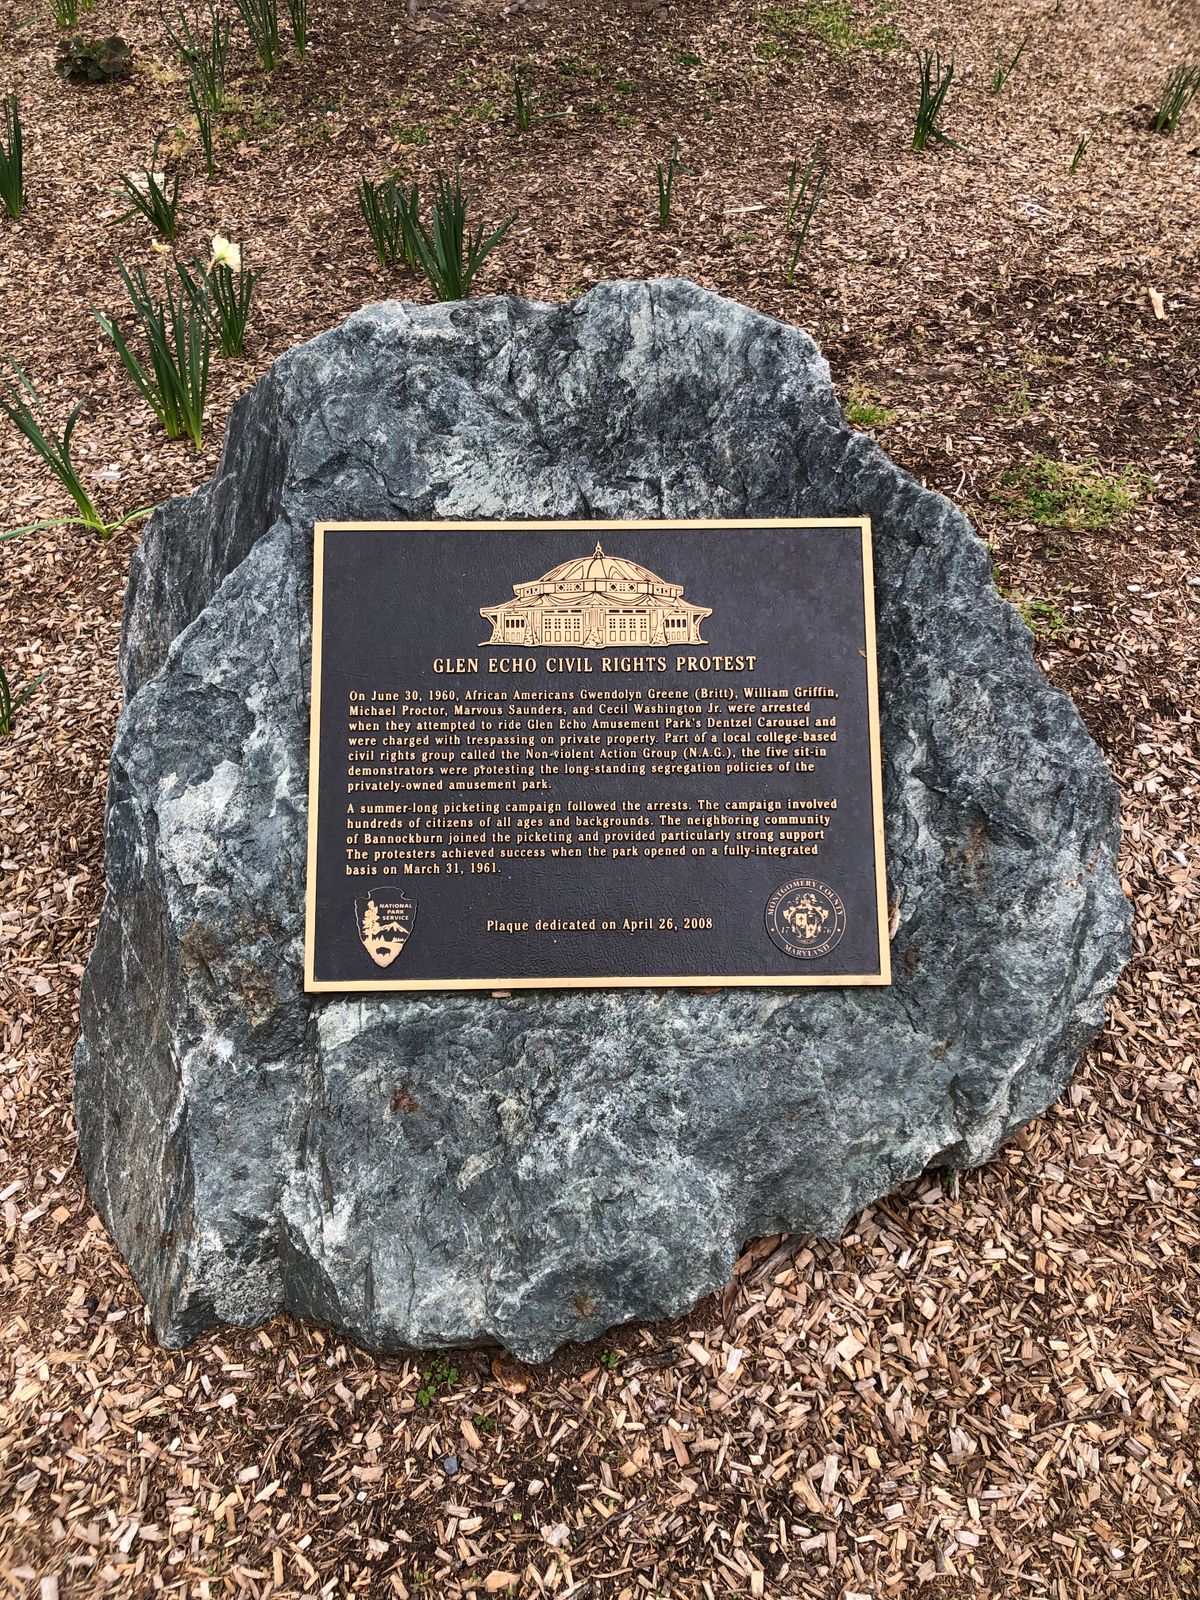 GLEN ECHO CIVIL RIGHTS PROTEST
On June 30, 1960, African Americans Gwendolyn Greene (Britt), William Griffin,
Michael Proctor, Marvous Saunders, and Cecil Washington Jr. were arrested
when they attempted to ride Glen Echo Amusement Park's Dentzel Carousel and
were charged with trespassing on private property. Part of a local college-based
civil rights group called the Non-violent Action Group (N.A.G.), the five sit-in
demonstrators were protesting the long-standing segregation policies of the
privately-owned amusement park.
A summer-long picketing campaign followed the arrests. The campaign involved
hundreds of citizens of all ages and backgrounds. The neighboring community
of Bannockburn joined the picketing and provided particularly strong support
The protesters achieved success when the park opened on a fully-integrated
basis on March 31, 1961.
NATIONAL
PARK
SERVICE
Plaque dedicated on April 26, 2008
MONTGOMERY COUNTY
17 76
MARYLAND